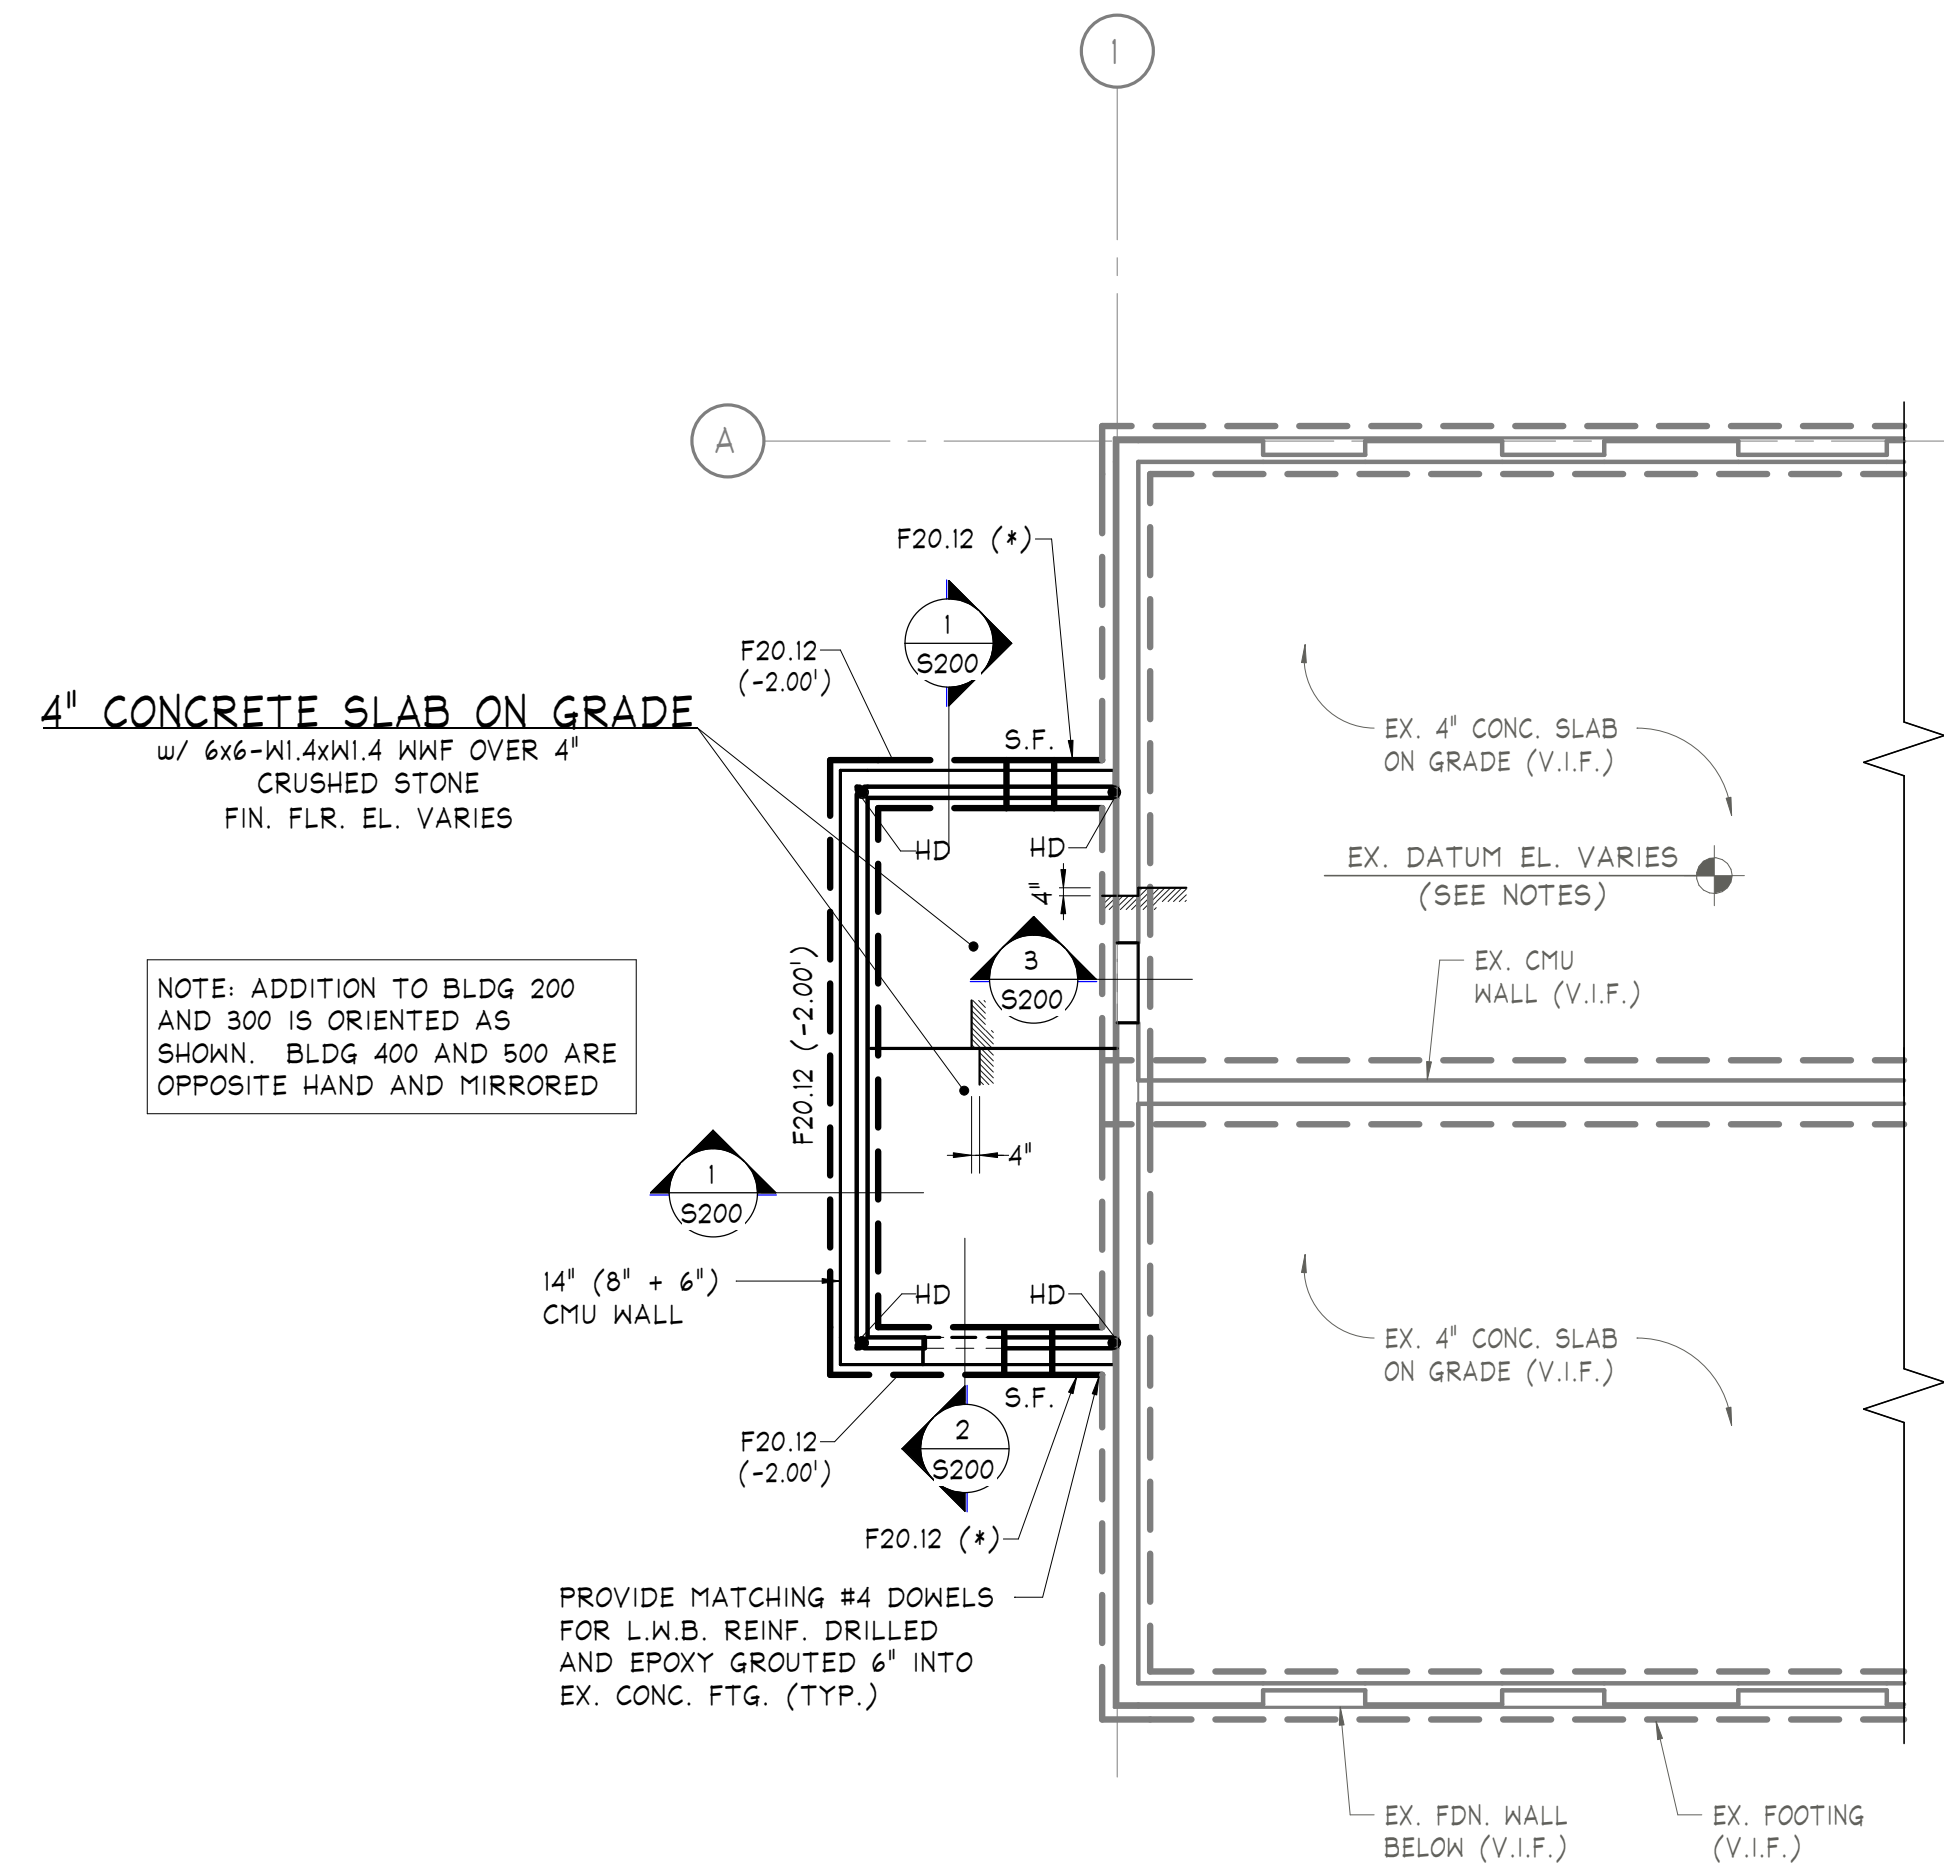 1
A
F20.12 (*)
1
S200
F20.12
(-2.00')
4" CONCRETE SLAB ON GRADE
w/ 6x6-W1.4xW1.4 WWF OVER 4"
CRUSHED STONE
FIN. FLR. EL. VARIES
S.F.
EX. 4" CONC. SLAB
ON GRADE (V.I.F.)
HD
HD
4"
EX. DATUM EL. VARIES
(SEE NOTES)
3
S200
EX. CMU
WALL (V.I.F.)
NOTE: ADDITION TO BLDG 200
AND 300 IS ORIENTED AS
SHOWN. BLDG 400 AND 500 ARE
OPPOSITE HAND AND MIRRORED
F20.12 (-2.00')
4"
1
S200
14" (8" + 6")
CMU WALL
HD
HD
EX. 4" CONC. SLAB
ON GRADE (V.I.F.)
S.F.
F20.12
(-2.00')
2
S200
F20.12 (*)
PROVIDE MATCHING #4 DOWELS
FOR L.W.B. REINF. DRILLED
AND EPOXY GROUTED 6" INTO
EX. CONC. FTG. (TYP.)
EX. FDN. WALL
BELOW (V.I.F.)
EX. FOOTING
(V.I.F.)